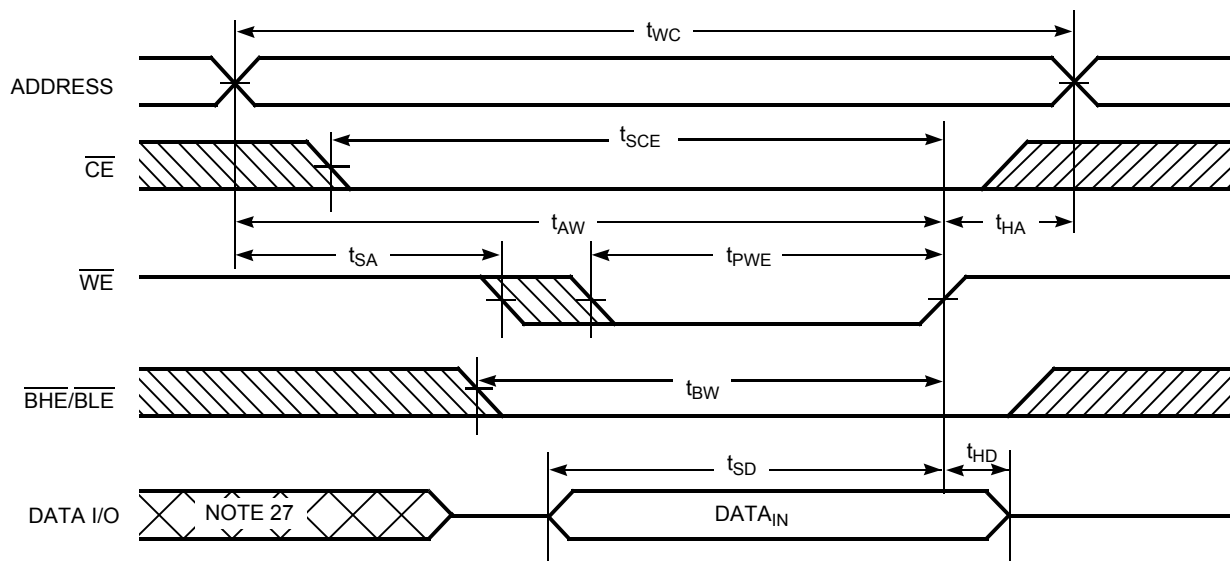 tWC
ADDRESS
tSCE
CE
tAW
tHA
tSA
tPWE
WE
tBW
BHE/BLE
tSD
tHD
DATA I/O
NOTE 27
DATAIN